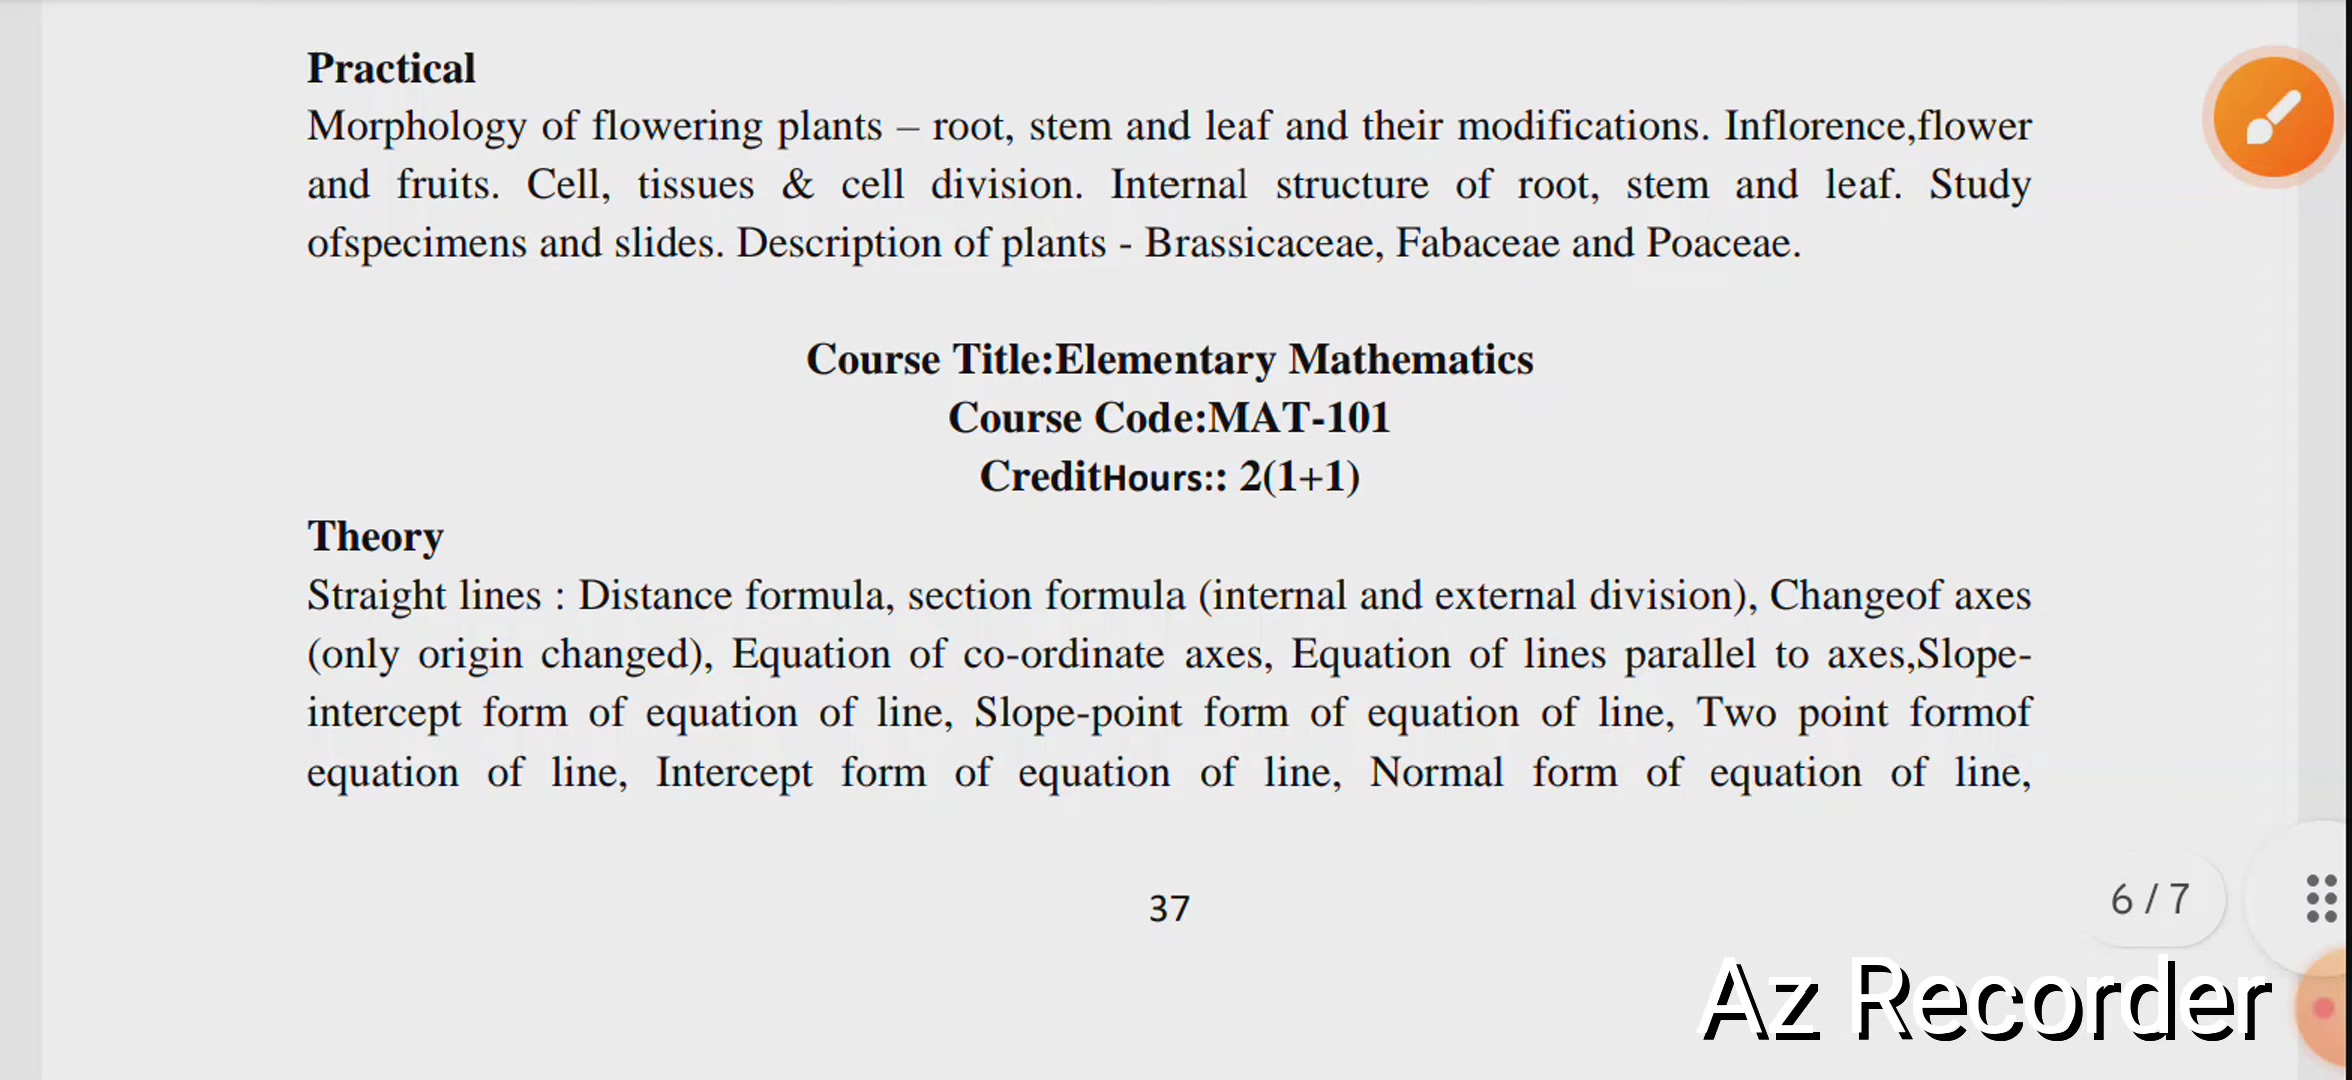 Practical
Morphology of flowering plants – root, stem and leaf and their modifications. Inflorence,flower
and fruits. Cell, tissues & cell division. Internal structure of root, stem and leaf. Study
ofspecimens and slides. Description of plants - Brassicaceae, Fabaceae and Poaceae.
Course Title:Elementary Mathematics
Course Code:MAT-101
CreditHours:: 2(1+1)
Theory
Straight lines : Distance formula, section formula (internal and external division), Changeof axes
(only origin changed), Equation of co-ordinate axes, Equation of lines parallel to axes,Slope-
intercept form of equation of line, Slope-point form of equation of line, Two point formof
equation of line, Intercept form of equation of line, Normal form of equation of line,
37
6 / 7
Az Recorder